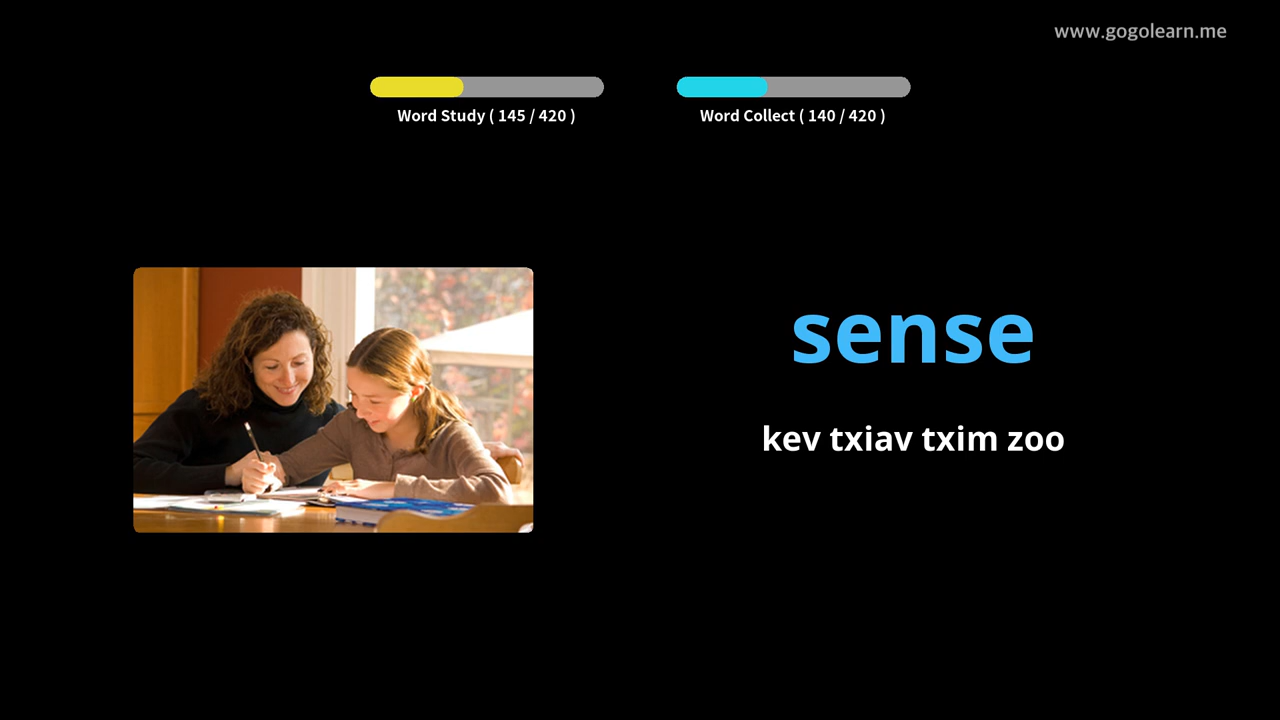 www.gogolearn.me
Word Study ( 145 / 420 )
Word Collect ( 140 / 420 )
sense
kev txiav txim zoo